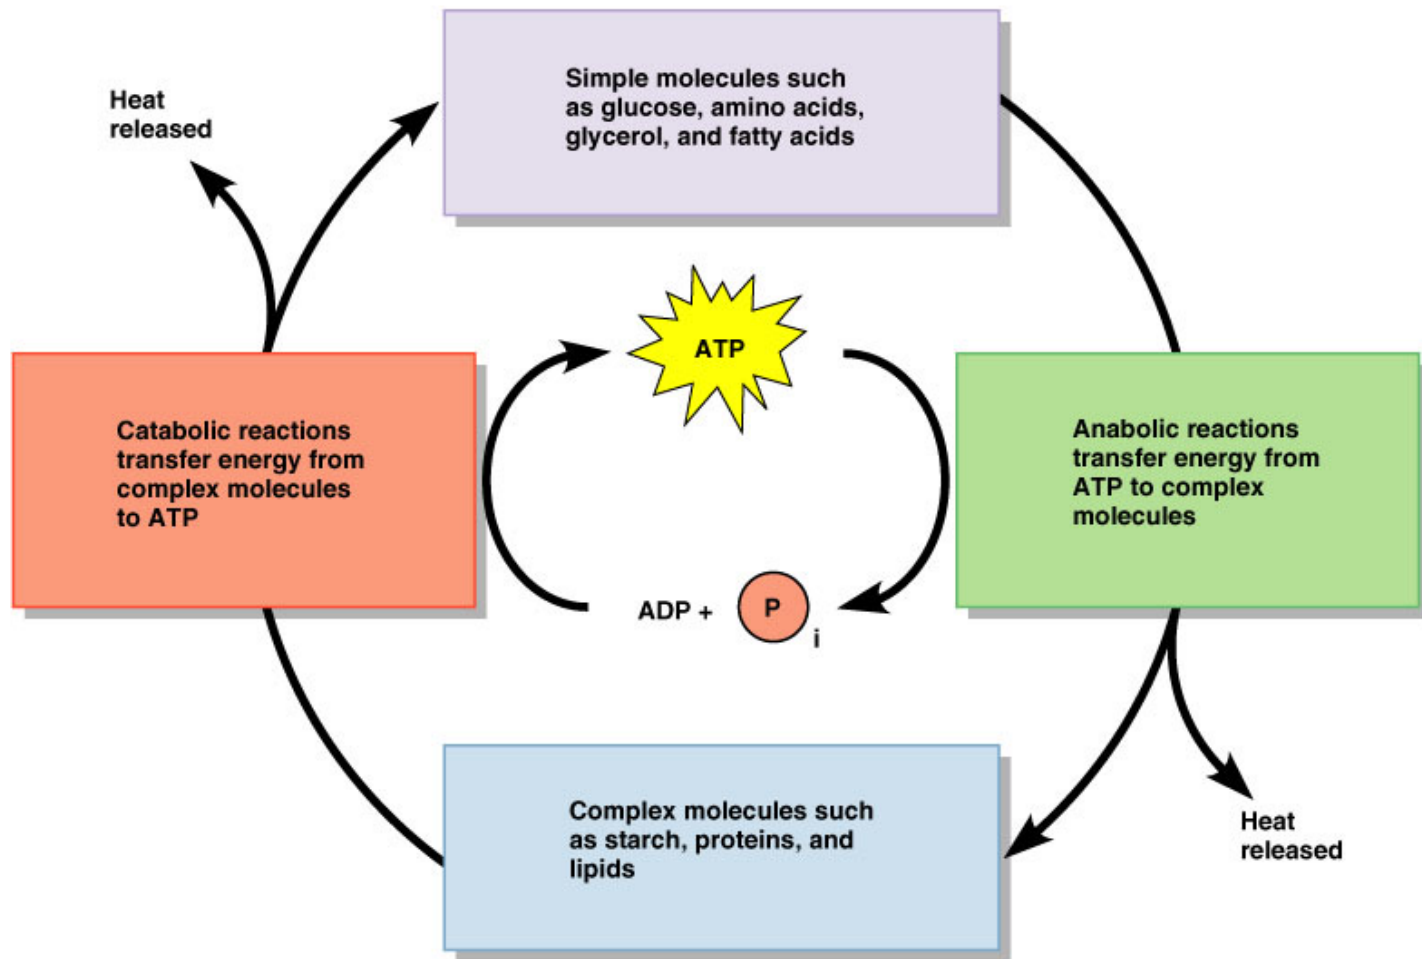 Simple molecules such
as glucose, amino acids,
glycerol, and fatty acids
Heat
released
ATP
Catabolic reactions
transfer energy from
complex molecules
to ATP
Anabolic reactions
transfer energy from
ATP to complex
molecules
ADP + P i
Complex molecules such
as starch, proteins, and
lipids
Heat
released